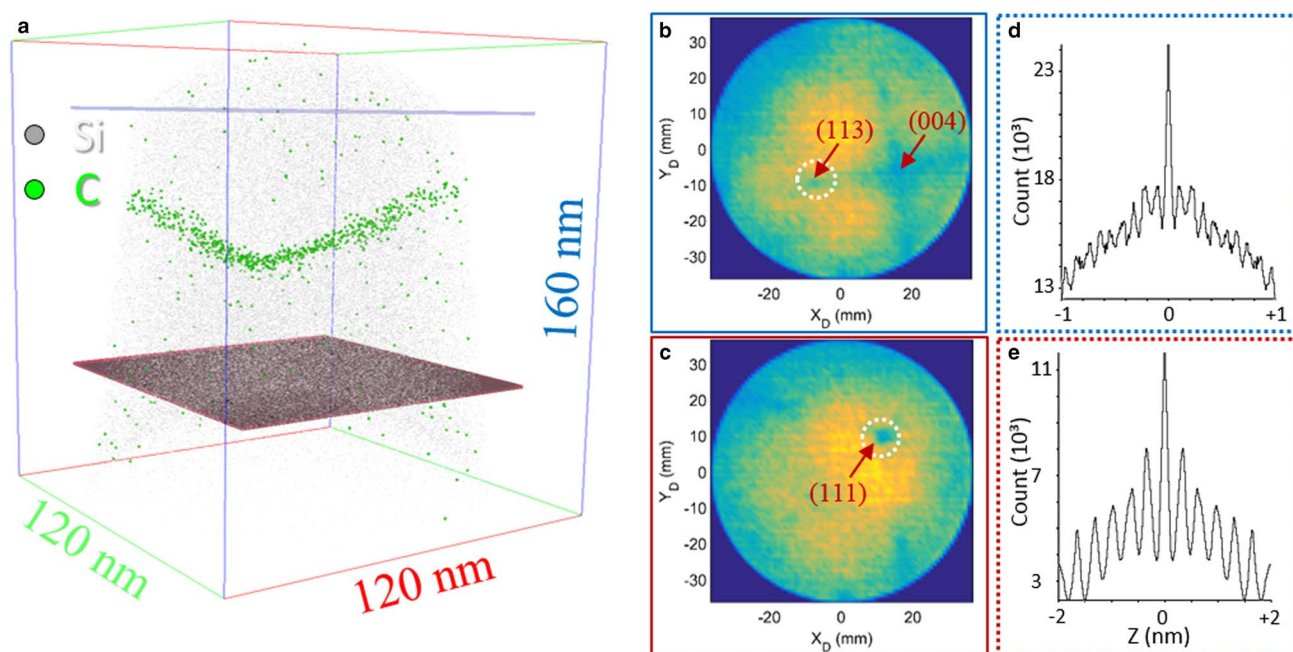 a
Si
C
160 nm
120 nm
120 nm
b
(113)
(004)
30
20
10
0
-10
-20
-30
Y_D (mm)
-20
0
20
X_D (mm)
c
(111)
30
20
10
0
-10
-20
-30
Y_D (mm)
-20
0
20
X_D (mm)
d
Count (10³)
23
18
13
-1
0
+1
e
Count (10³)
11
7
3
-2
0
+2
Z (nm)